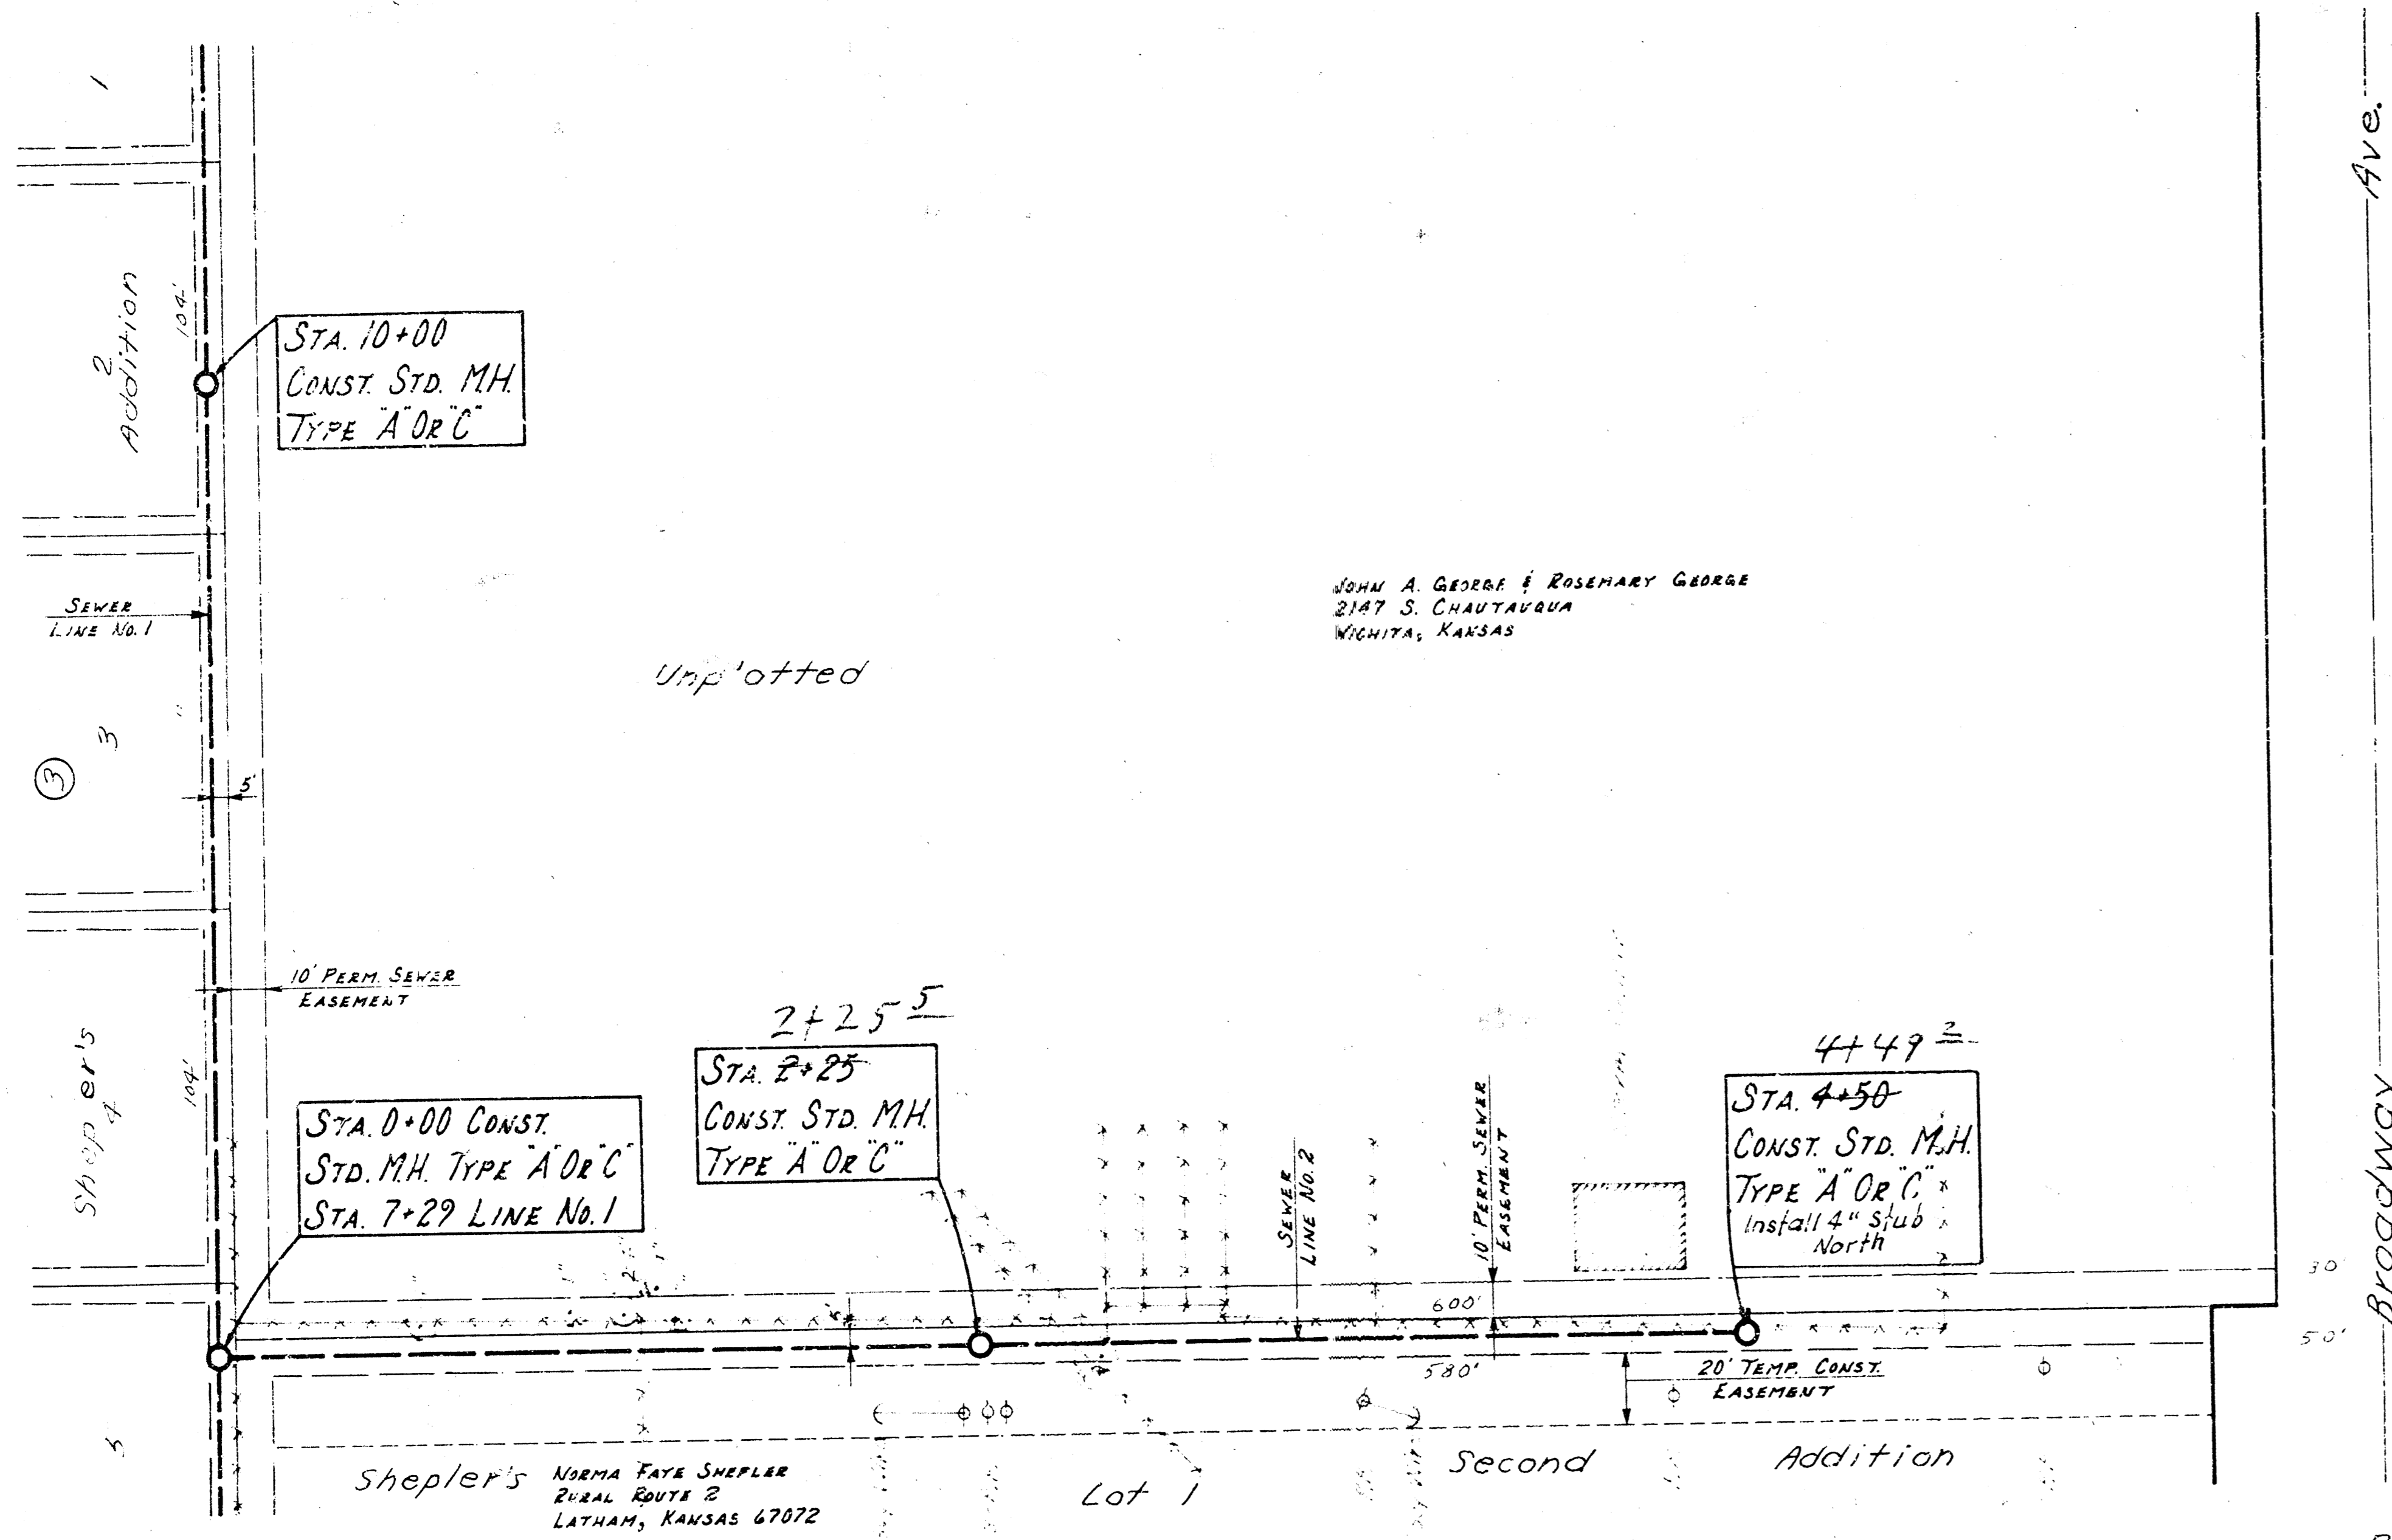 1
Ave.
2
Addition
104'
STA. 10+00
CONST. STD. M.H.
TYPE "A" OR "C"
SEWER
LINE NO. 1
JOHN A. GEORGE & ROSEMARY GEORGE
2147 S. CHAUTAUQUA
WICHITA, KANSAS
Unplatted
3
3
5'
10' PERM. SEWER
EASEMENT
Shepler's
4
104'
2+25 5
STA. 2+25
CONST. STD. M.H.
TYPE "A" OR "C"
4+49 2
STA. 4+50
CONST. STD. M.H.
TYPE "A" OR "C"
Install 4" Stub
North
STA. 0+00 CONST.
STD. M.H. TYPE "A" OR "C"
STA. 7+29 LINE NO. 1
SEWER
LINE NO. 2
10' PERM. SEWER
EASEMENT
Broadway
30'
600'
50'
580'
20' TEMP. CONST.
EASEMENT
5
Shepler's
NORMA FAYE SHEPLER
RURAL ROUTE 2
LATHAM, KANSAS 67072
Lot 1
Second
Addition